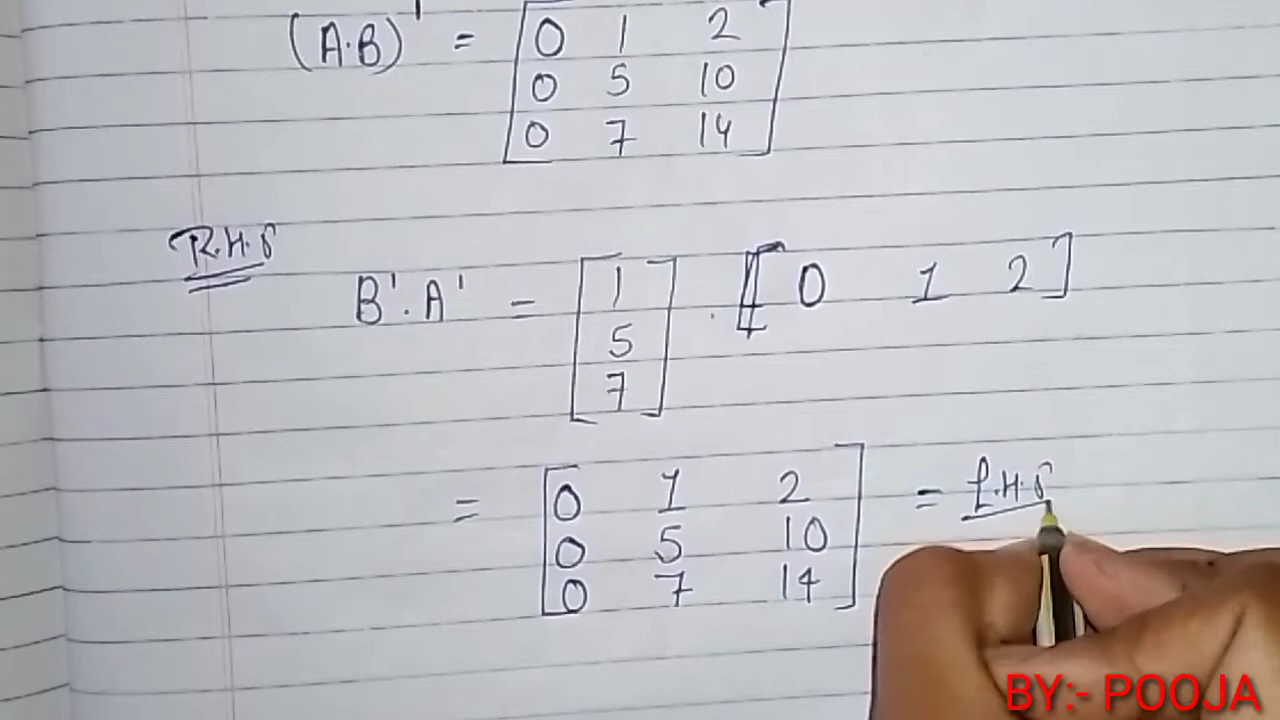 (A·B)' = [0 1 2
0 5 10
0 7 14]
R.H.S
B'·A' = [1 5 7] · [0 1 2]
= [0 1 2 = L.H.S
0 5 10
0 7 14]
BY:- POOJA